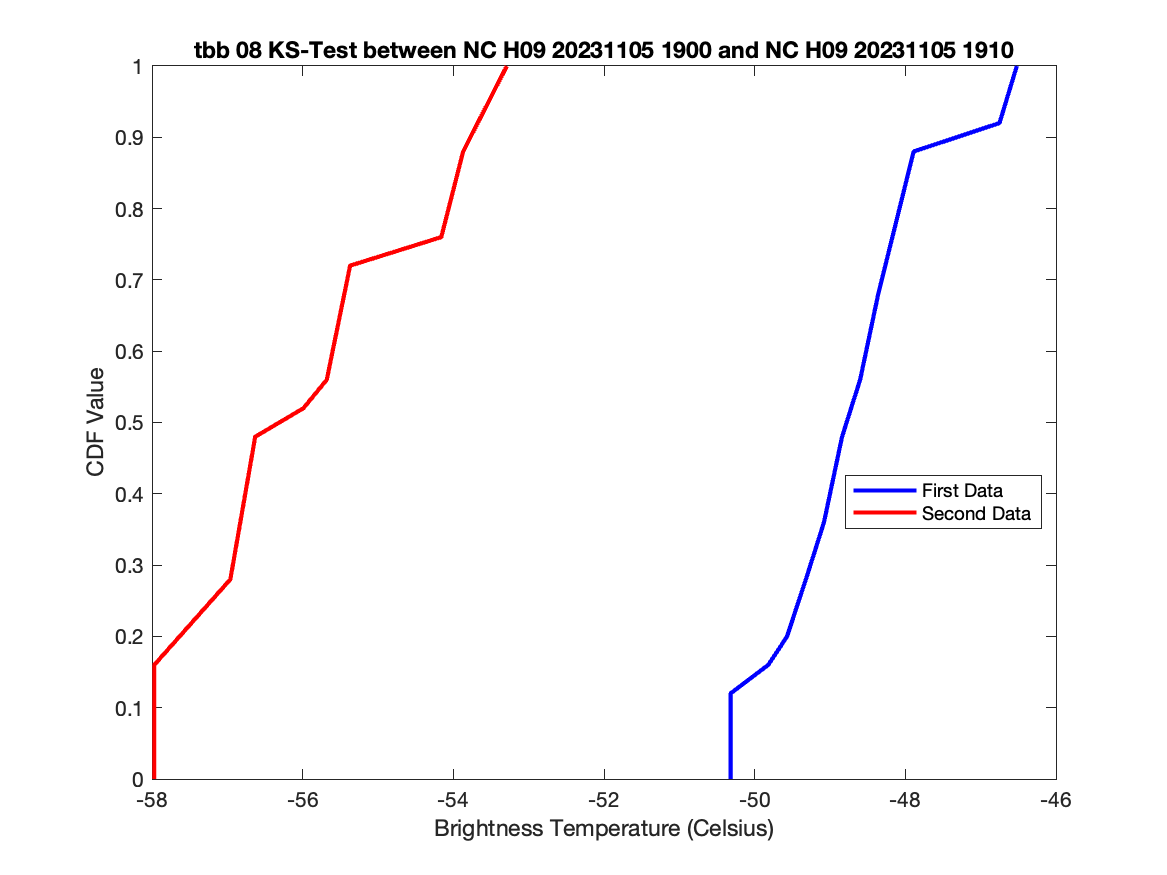 tbb 08 KS-Test between NC H09 20231105 1900 and NC H09 20231105 1910
1
0.9
0.8
0.7
0.6
0.5
0.4
0.3
0.2
0.1
0
CDF Value
First Data
Second Data
-58 -56 -54 -52 -50 -48 -46
Brightness Temperature (Celsius)